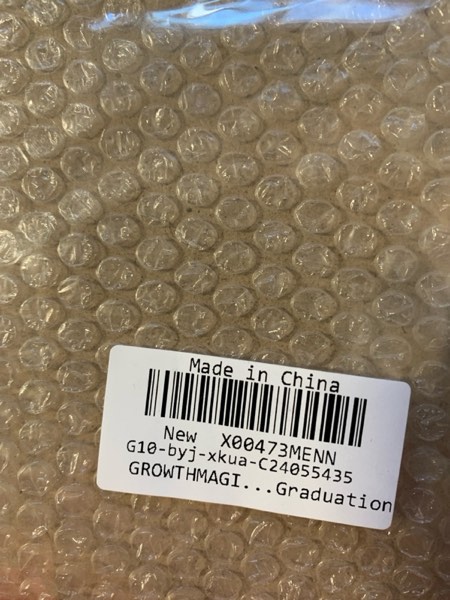 Made in China
New X00473MENN
G10-byj-xkua-C24055435
GROWTHMAGI...Graduation